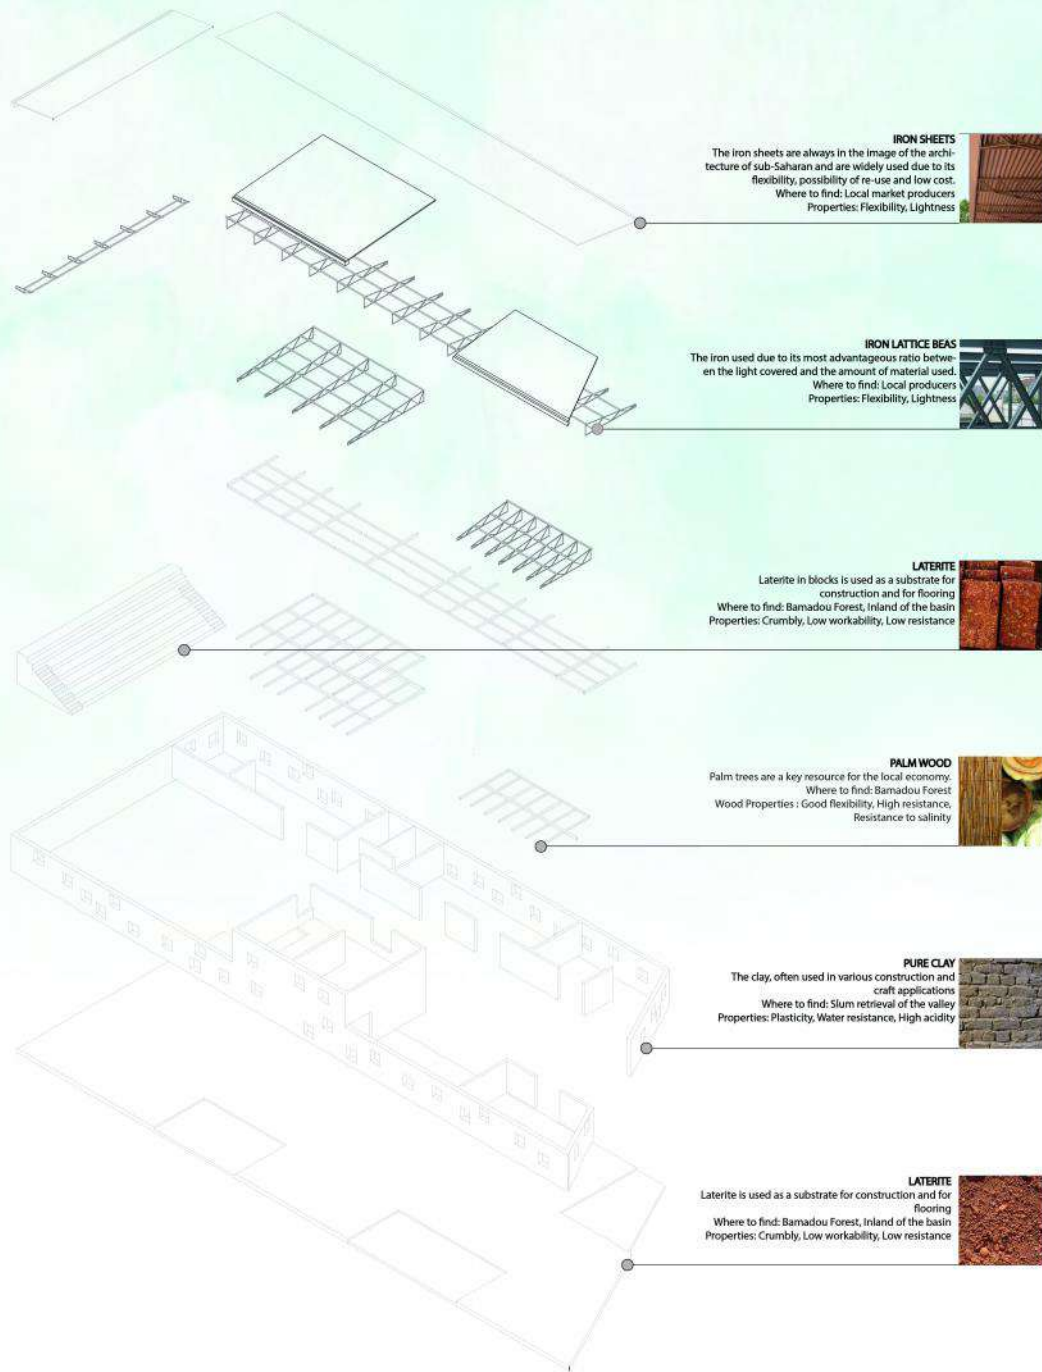 IRON SHEETS
The iron sheets are always in the image of the archi-
tecture of sub-Saharan and are widely used due to its
flexibility, possibility of re-use and low cost.
Where to find: Local market producers
Properties: Flexibility, Lightness
IRON LATTICE BEAS
The iron used due to its most advantageous ratio betwe-
en the light covered and the amount of material used.
Where to find: Local producers
Properties: Flexibility, Lightness
LATERITE
Laterite in blocks is used as a substrate for
construction and for flooring
Where to find: Bamadou Forest, Inland of the basin
Properties: Crumbly, Low workability, Low resistance
PALM WOOD
Palm trees are a key resource for the local economy.
Where to find: Bamadou Forest
Wood Properties : Good flexibility, High resistance,
Resistance to salinity
PURE CLAY
The clay, often used in various construction and
craft applications
Where to find: Slum retrieval of the valley
Properties: Plasticity, Water resistance, High acidity
LATERITE
Laterite is used as a substrate for construction and for
flooring
Where to find: Bamadou Forest, Inland of the basin
Properties: Crumbly, Low workability, Low resistance